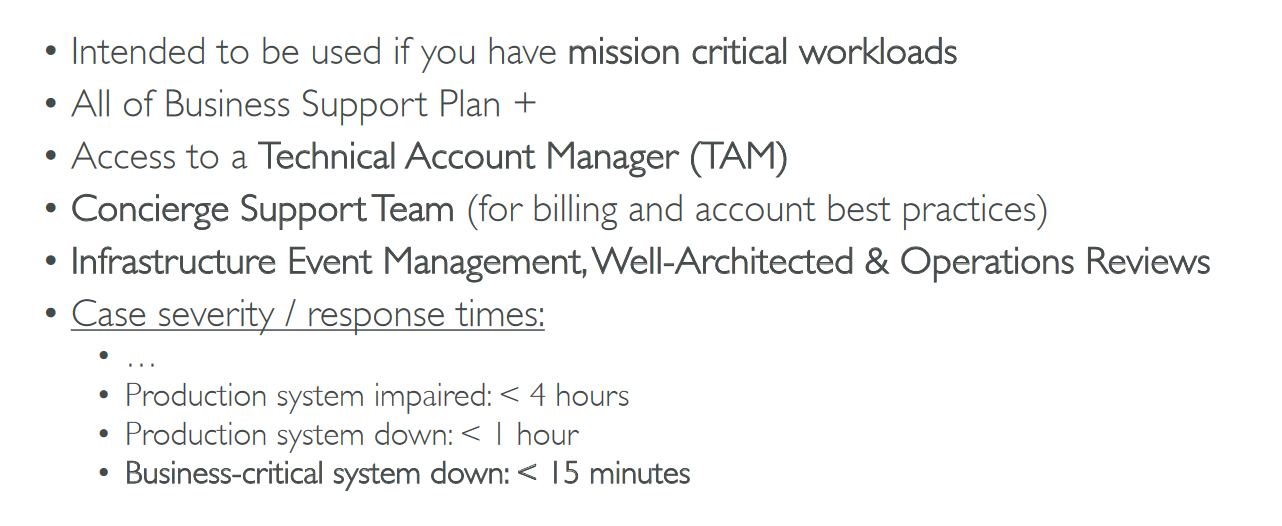 • Intended to be used if you have mission critical workloads
• All of Business Support Plan +
• Access to a Technical Account Manager (TAM)
• Concierge Support Team (for billing and account best practices)
• Infrastructure Event Management, Well-Architected & Operations Reviews
• Case severity / response times:
• …
• Production system impaired: < 4 hours
• Production system down: < 1 hour
• Business-critical system down: < 15 minutes